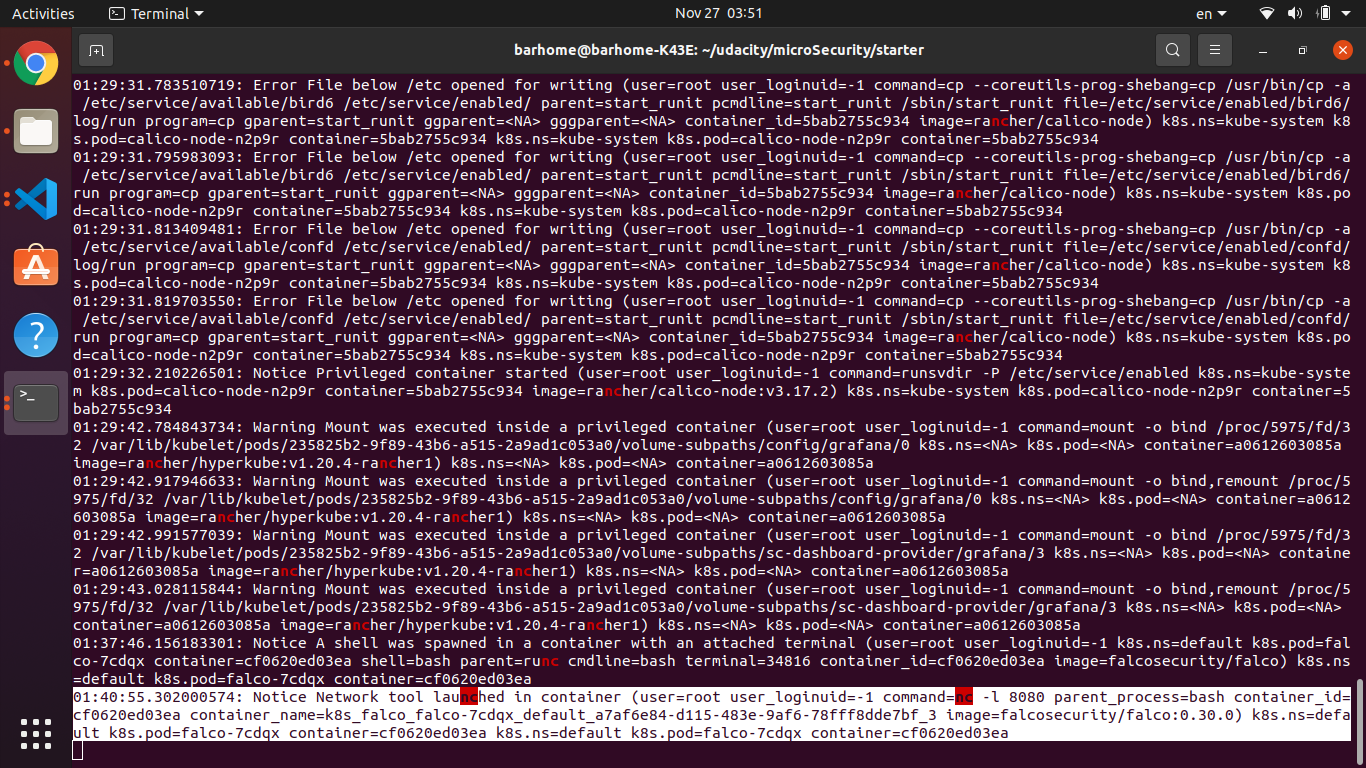 Activities Terminal Nov 27 03:51 en
barhome@barhome-K43E: ~/udacity/microSecurity/starter
01:29:31.783510719: Error File below /etc opened for writing (user=root user_loginuid=-1 command=cp --coreutils-prog-shebang=cp /usr/bin/cp -a
 /etc/service/available/bird6 /etc/service/enabled/ parent=start_runit pcmdline=start_runit /sbin/start_runit file=/etc/service/enabled/bird6/
log/run program=cp gparent=start_runit ggparent=<NA> gggparent=<NA> container_id=5bab2755c934 image=rancher/calico-node) k8s.ns=kube-system k8
s.pod=calico-node-n2p9r container=5bab2755c934 k8s.ns=kube-system k8s.pod=calico-node-n2p9r container=5bab2755c934
01:29:31.795983093: Error File below /etc opened for writing (user=root user_loginuid=-1 command=cp --coreutils-prog-shebang=cp /usr/bin/cp -a
 /etc/service/available/bird6 /etc/service/enabled/ parent=start_runit pcmdline=start_runit /sbin/start_runit file=/etc/service/enabled/bird6/
run program=cp gparent=start_runit ggparent=<NA> gggparent=<NA> container_id=5bab2755c934 image=rancher/calico-node) k8s.ns=kube-system k8s.po
d=calico-node-n2p9r container=5bab2755c934 k8s.ns=kube-system k8s.pod=calico-node-n2p9r container=5bab2755c934
01:29:31.813409481: Error File below /etc opened for writing (user=root user_loginuid=-1 command=cp --coreutils-prog-shebang=cp /usr/bin/cp -a
 /etc/service/available/confd /etc/service/enabled/ parent=start_runit pcmdline=start_runit /sbin/start_runit file=/etc/service/enabled/confd/
log/run program=cp gparent=start_runit ggparent=<NA> gggparent=<NA> container_id=5bab2755c934 image=rancher/calico-node) k8s.ns=kube-system k8
s.pod=calico-node-n2p9r container=5bab2755c934 k8s.ns=kube-system k8s.pod=calico-node-n2p9r container=5bab2755c934
01:29:31.819703550: Error File below /etc opened for writing (user=root user_loginuid=-1 command=cp --coreutils-prog-shebang=cp /usr/bin/cp -a
 /etc/service/available/confd /etc/service/enabled/ parent=start_runit pcmdline=start_runit /sbin/start_runit file=/etc/service/enabled/confd/
run program=cp gparent=start_runit ggparent=<NA> gggparent=<NA> container_id=5bab2755c934 image=rancher/calico-node) k8s.ns=kube-system k8s.po
d=calico-node-n2p9r container=5bab2755c934 k8s.ns=kube-system k8s.pod=calico-node-n2p9r container=5bab2755c934
01:29:32.210226501: Notice Privileged container started (user=root user_loginuid=-1 command=runsvdir -P /etc/service/enabled k8s.ns=kube-syste
m k8s.pod=calico-node-n2p9r container=5bab2755c934 image=rancher/calico-node:v3.17.2) k8s.ns=kube-system k8s.pod=calico-node-n2p9r container=5
bab2755c934
01:29:42.784843734: Warning Mount was executed inside a privileged container (user=root user_loginuid=-1 command=mount -o bind /proc/5975/fd/3
2 /var/lib/kubelet/pods/235825b2-9f89-43b6-a515-2a9ad1c053a0/volume-subpaths/config/grafana/0 k8s.ns=<NA> k8s.pod=<NA> container=a0612603085a
image=rancher/hyperkube:v1.20.4-rancher1) k8s.ns=<NA> k8s.pod=<NA> container=a0612603085a
01:29:42.917946633: Warning Mount was executed inside a privileged container (user=root user_loginuid=-1 command=mount -o bind,remount /proc/5
975/fd/32 /var/lib/kubelet/pods/235825b2-9f89-43b6-a515-2a9ad1c053a0/volume-subpaths/config/grafana/0 k8s.ns=<NA> k8s.pod=<NA> container=a0612
603085a image=rancher/hyperkube:v1.20.4-rancher1) k8s.ns=<NA> k8s.pod=<NA> container=a0612603085a
01:29:42.991577039: Warning Mount was executed inside a privileged container (user=root user_loginuid=-1 command=mount -o bind /proc/5975/fd/3
2 /var/lib/kubelet/pods/235825b2-9f89-43b6-a515-2a9ad1c053a0/volume-subpaths/sc-dashboard-provider/grafana/3 k8s.ns=<NA> k8s.pod=<NA> containe
r=a0612603085a image=rancher/hyperkube:v1.20.4-rancher1) k8s.ns=<NA> k8s.pod=<NA> container=a0612603085a
01:29:43.028115844: Warning Mount was executed inside a privileged container (user=root user_loginuid=-1 command=mount -o bind,remount /proc/5
975/fd/32 /var/lib/kubelet/pods/235825b2-9f89-43b6-a515-2a9ad1c053a0/volume-subpaths/sc-dashboard-provider/grafana/3 k8s.ns=<NA> k8s.pod=<NA>
container=a0612603085a image=rancher/hyperkube:v1.20.4-rancher1) k8s.ns=<NA> k8s.pod=<NA> container=a0612603085a
01:37:46.156183301: Notice A shell was spawned in a container with an attached terminal (user=root user_loginuid=-1 k8s.ns=default k8s.pod=fal
co-7cdqx container=cf0620ed03ea shell=bash parent=runc cmdline=bash terminal=34816 container_id=cf0620ed03ea image=falcosecurity/falco) k8s.ns
=default k8s.pod=falco-7cdqx container=cf0620ed03ea
01:40:55.302000574: Notice Network tool launched in container (user=root user_loginuid=-1 command=nc -l 8080 parent_process=bash container_id=
cf0620ed03ea container_name=k8s_falco_falco-7cdqx_default_a7af6e84-d115-483e-9af6-78fff8dde7bf_3 image=falcosecurity/falco:0.30.0) k8s.ns=defa
ult k8s.pod=falco-7cdqx container=cf0620ed03ea k8s.ns=default k8s.pod=falco-7cdqx container=cf0620ed03ea